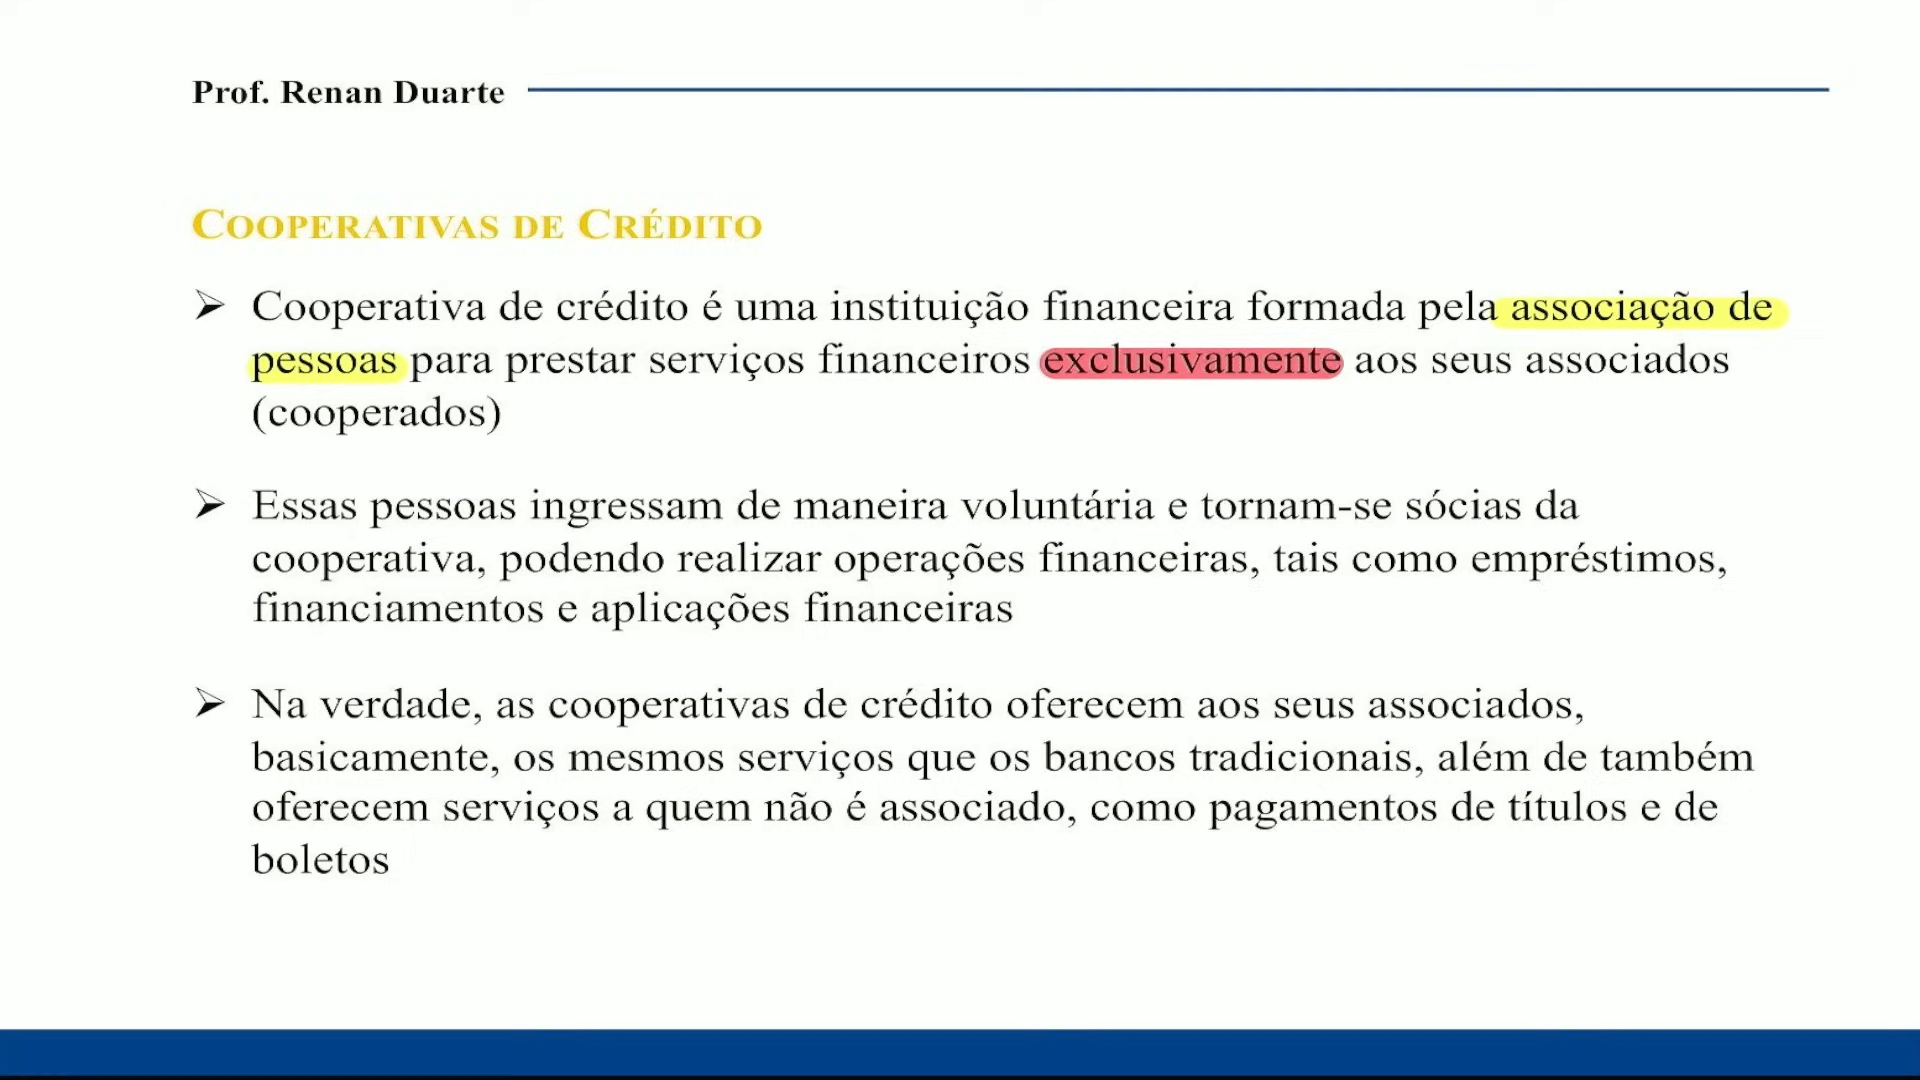 Prof. Renan Duarte
COOPERATIVAS DE CRÉDITO
➢ Cooperativa de crédito é uma instituição financeira formada pela associação de
pessoas para prestar serviços financeiros exclusivamente aos seus associados
(cooperados)
➢ Essas pessoas ingressam de maneira voluntária e tornam-se sócias da
cooperativa, podendo realizar operações financeiras, tais como empréstimos,
financiamentos e aplicações financeiras
➢ Na verdade, as cooperativas de crédito oferecem aos seus associados,
basicamente, os mesmos serviços que os bancos tradicionais, além de também
oferecem serviços a quem não é associado, como pagamentos de títulos e de
boletos